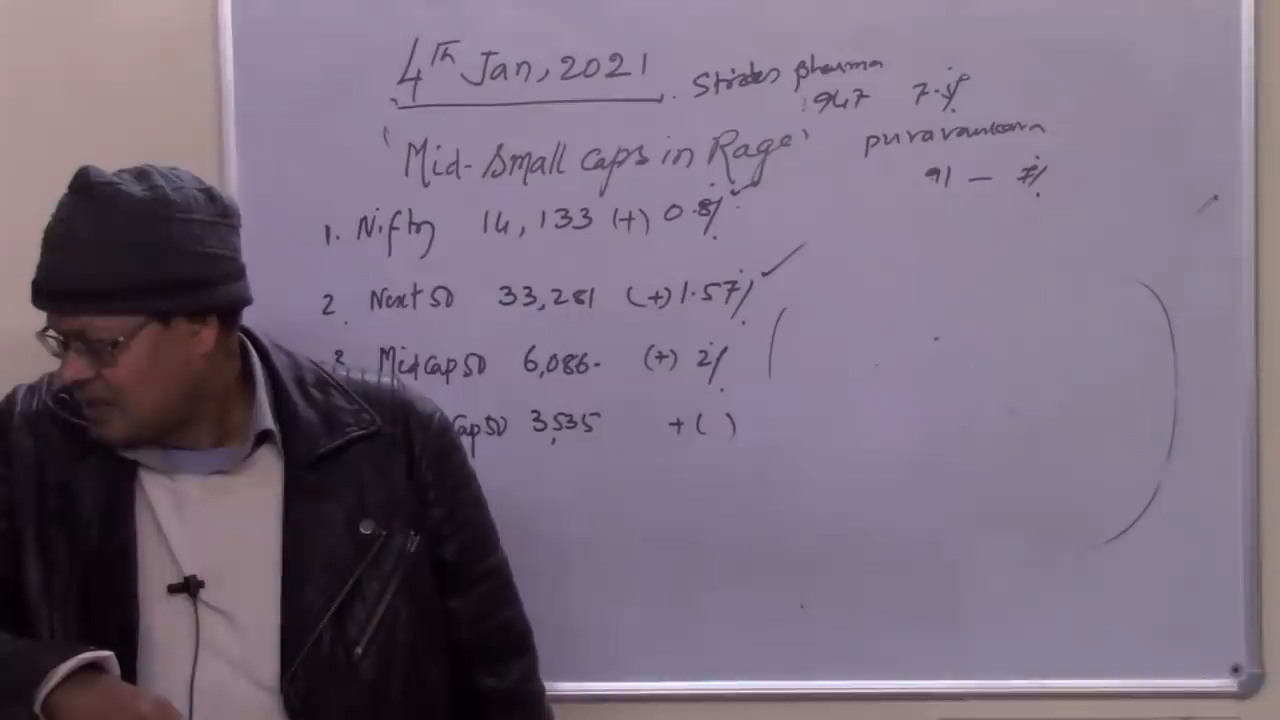 4Th Jan, 2021
Strides pharma
947 7.%
'Mid-Small caps in Rage'
puravankara
91 — 7%
1. Nifty 14,133 (+) 0.8%
2. Next 50 33,281 (+) 1.57%
3. Midcap 50 6,086- (+) 2%
cap 50 3,535 + ( )